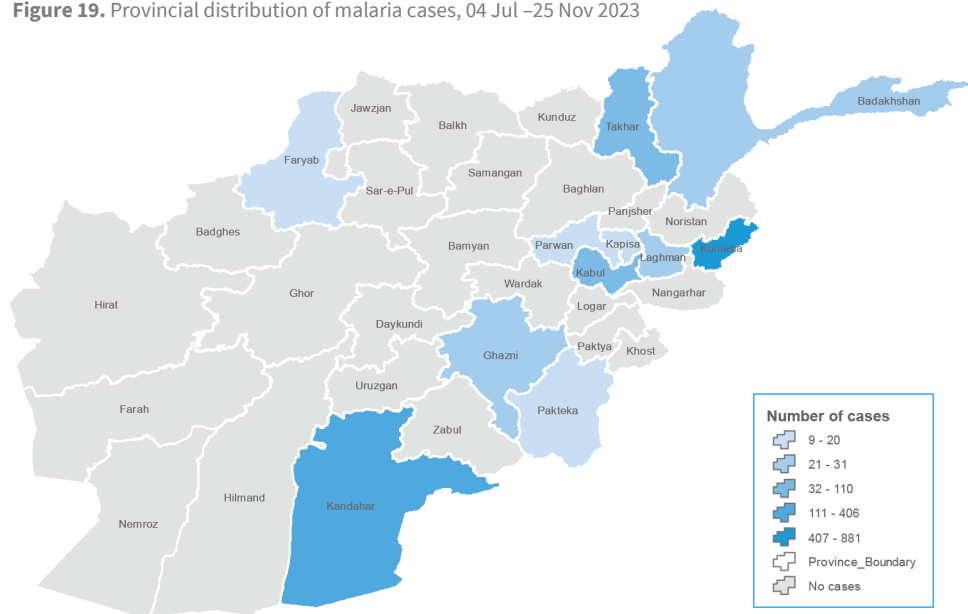 Figure 19. Provincial distribution of malaria cases, 04 Jul –25 Nov 2023
Badakhshan
Jawzjan
Kunduz
Balkh
Takhar
Faryab
Samangan
Baghlan
Sar-e-Pul
Panjsher
Noristan
Badghes
Bamyan
Parwan
Kapisa
Kunatha
Laghman
Kabul
Wardak
Nangarhar
Hirat
Ghor
Logar
Daykundi
Paktya
Khost
Ghazni
Uruzgan
Farah
Pakteka
Zabul
Hilmand
Kandahar
Nemroz
Number of cases
9 - 20
21 - 31
32 - 110
111 - 406
407 - 881
Province_Boundary
No cases